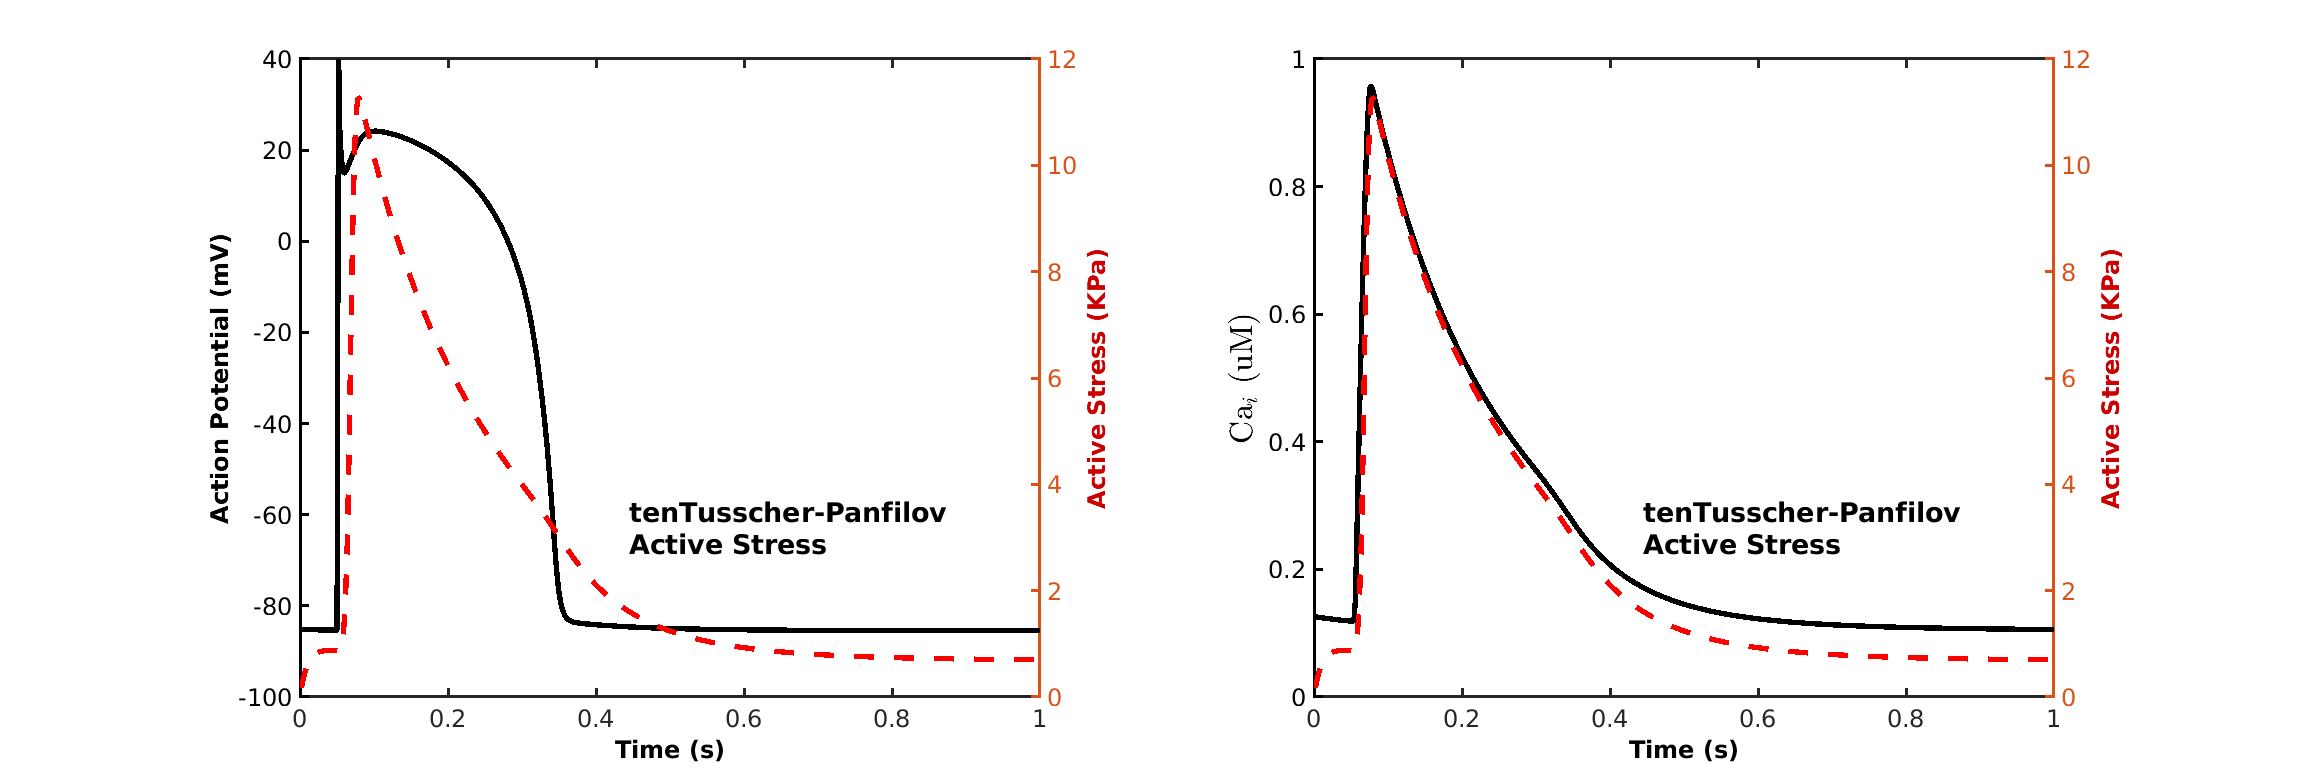 40
20
0
-20
-40
-60
-80
-100
Action Potential (mV)
12
10
8
6
4
2
0
Active Stress (KPa)
tenTusscher-Panfilov
Active Stress
0 0.2 0.4 0.6 0.8 1
Time (s)
1
0.8
0.6
0.4
0.2
0
Ca_i (uM)
12
10
8
6
4
2
0
Active Stress (KPa)
tenTusscher-Panfilov
Active Stress
0 0.2 0.4 0.6 0.8 1
Time (s)